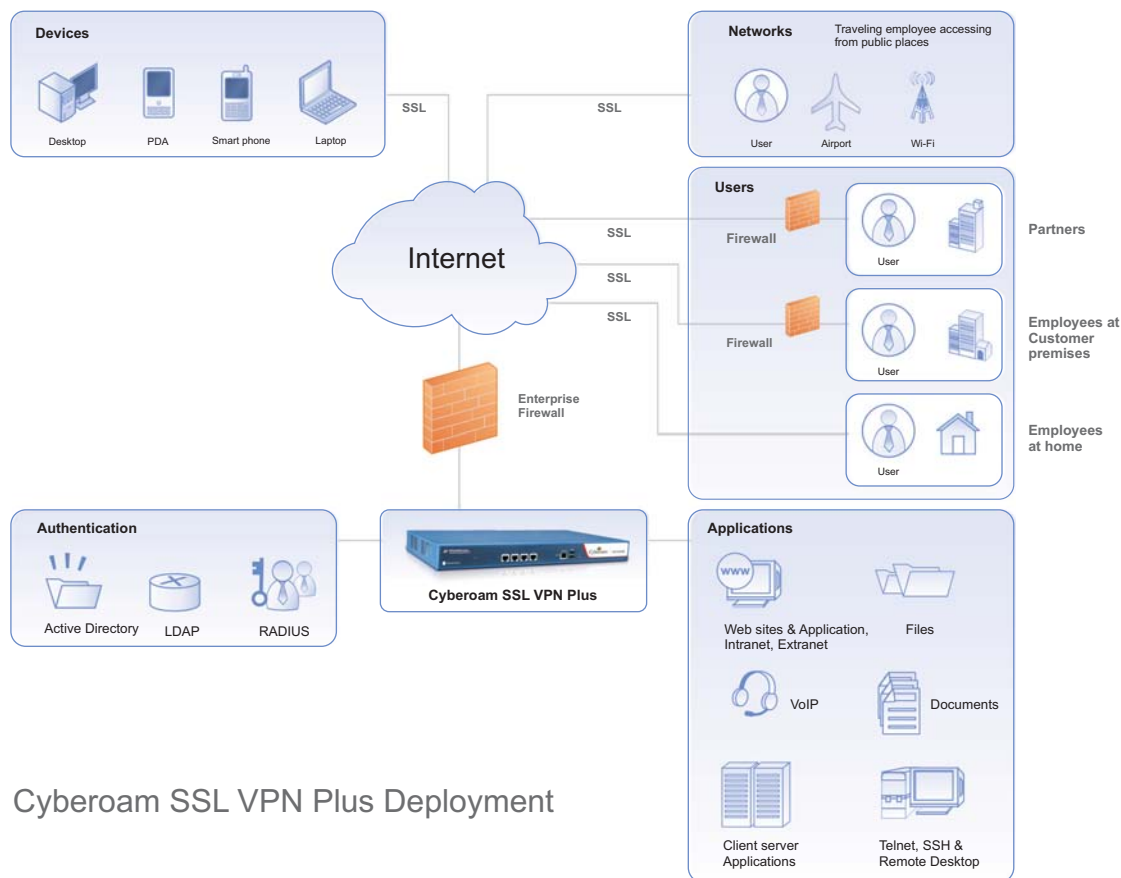 Devices
Desktop
PDA
Smart phone
Laptop
SSL
SSL
Networks
Traveling employee accessing
from public places
User
Airport
Wi-Fi
Internet
Users
SSL
Firewall
User
Partners
SSL
Firewall
User
Employees at
Customer
premises
SSL
User
Employees
at home
Enterprise
Firewall
Authentication
Active Directory
LDAP
RADIUS
Cyberoam SSL VPN Plus
Applications
www
Web sites & Application,
Intranet, Extranet
Files
VoIP
Documents
Client server
Applications
Telnet, SSH &
Remote Desktop
Cyberoam SSL VPN Plus Deployment